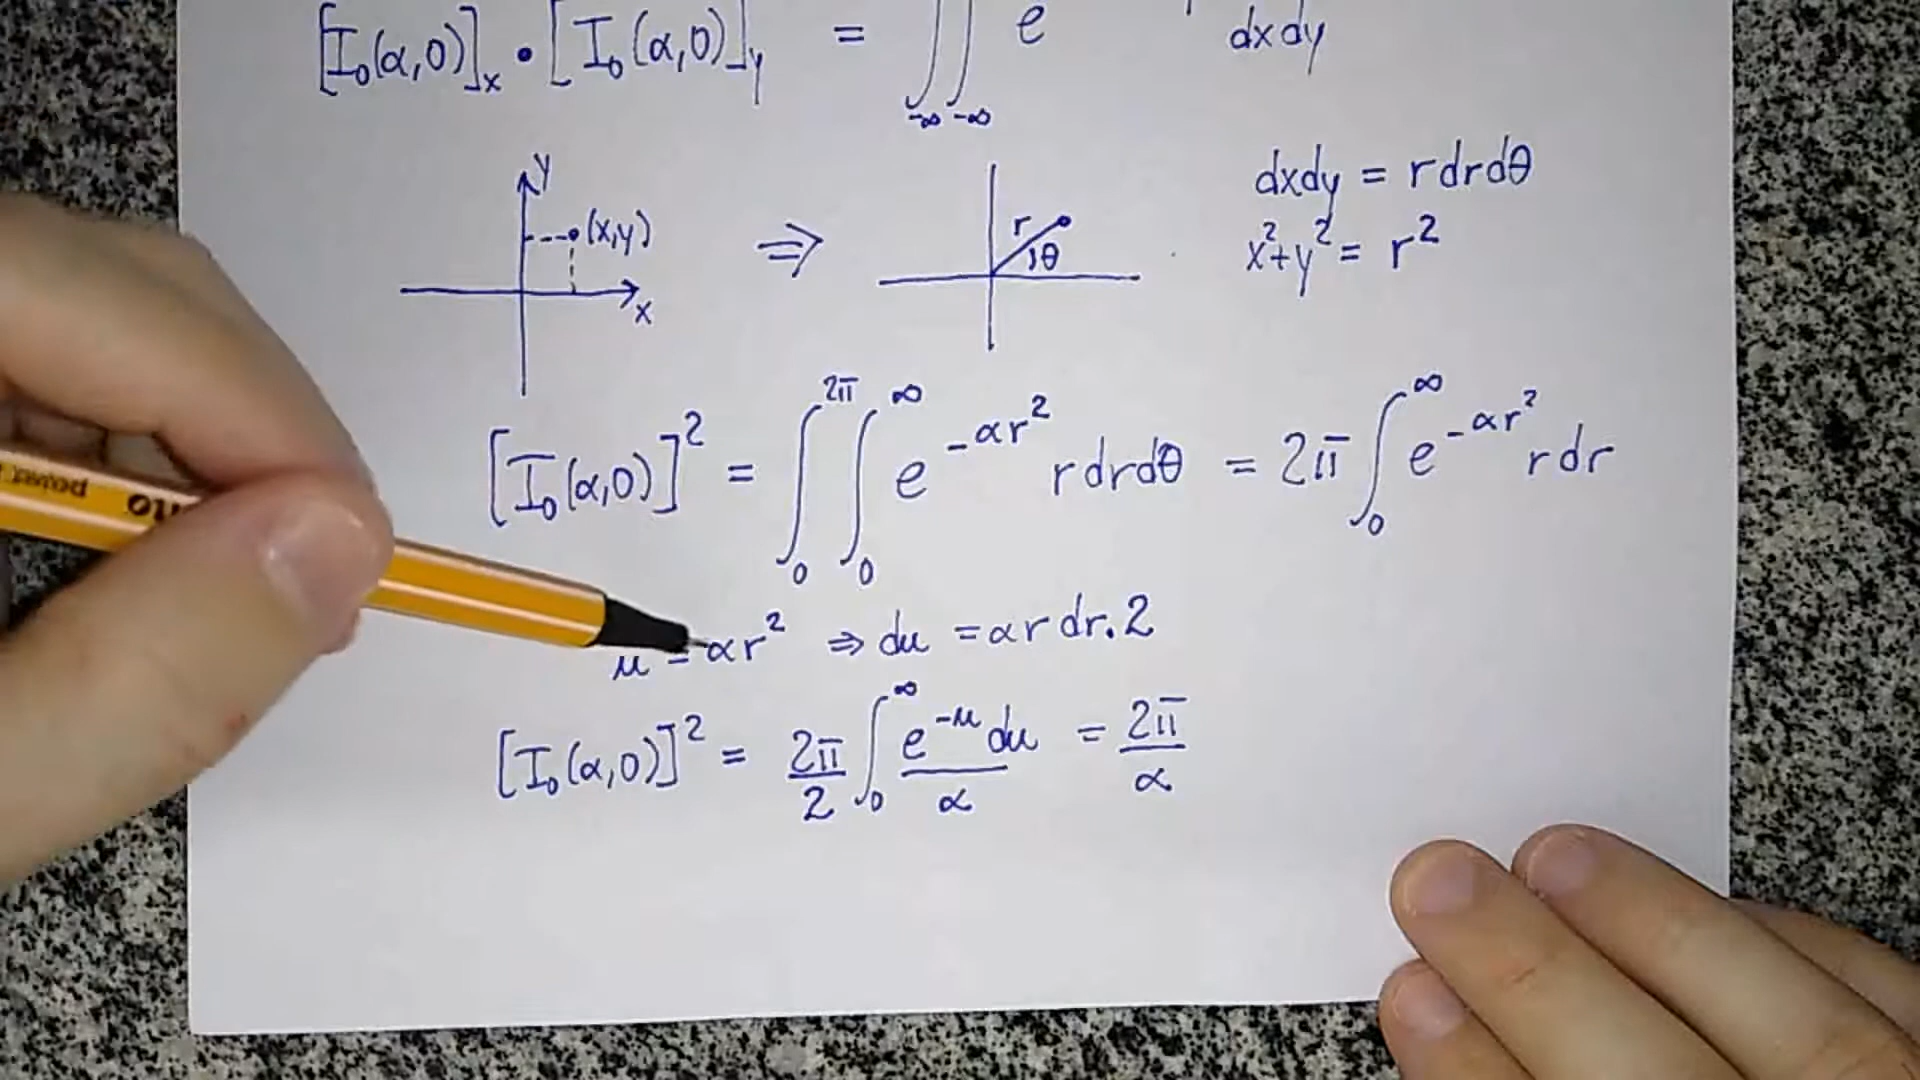 [I₀(α,0)]ₓ • [I₀(α,0)]ᵧ = ∫∫ e dxdy
-∞ -∞
y
(x,y)
x
⇒
r
θ
dxdy = rdrdθ
x²+y² = r²
[I₀(α,0)]² = ∫₀^2π ∫₀^∞ e^-αr² rdrdθ = 2π ∫₀^∞ e^-αr² rdr
u = αr² ⇒ du = αrdr.2
[I₀(α,0)]² = 2π/2 ∫₀^∞ e^-u du/α = 2π/α